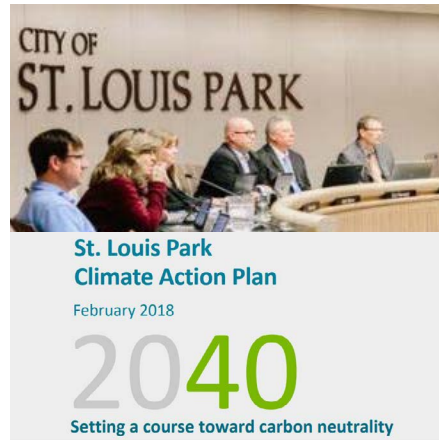 CITY OF
ST. LOUIS PARK
St. Louis Park
Climate Action Plan
February 2018
2040
Setting a course toward carbon neutrality